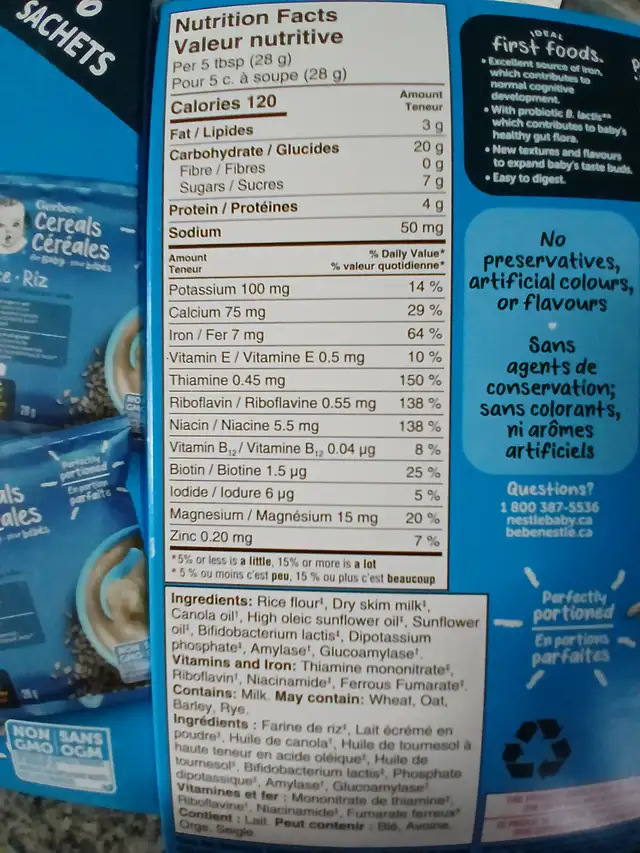 SACHETS
Gerber
Cereals
Céréales
for Baby · pour bébés
ce · Riz
28 g
Perfectly
portioned
En portions
parfaites
als
ales
NON
GMO
SANS
OGM
Nutrition Facts
Valeur nutritive
Per 5 tbsp (28 g)
Pour 5 c. à soupe (28 g)
Calories 120
Amount
Teneur
Fat / Lipides 3 g
Carbohydrate / Glucides 20 g
Fibre / Fibres 0 g
Sugars / Sucres 7 g
Protein / Protéines 4 g
Sodium 50 mg
Amount % Daily Value*
Teneur % valeur quotidienne*
Potassium 100 mg 14 %
Calcium 75 mg 29 %
Iron / Fer 7 mg 64 %
Vitamin E / Vitamine E 0.5 mg 10 %
Thiamine 0.45 mg 150 %
Riboflavin / Riboflavine 0.55 mg 138 %
Niacin / Niacine 5.5 mg 138 %
Vitamin B12/ Vitamine B12 0.04 µg 8 %
Biotin / Biotine 1.5 µg 25 %
Iodide / Iodure 6 µg 5 %
Magnesium / Magnésium 15 mg 20 %
Zinc 0.20 mg 7 %
*5% or less is a little, 15% or more is a lot
* 5 % ou moins c'est peu, 15 % ou plus c'est beaucoup
Ingredients: Rice flour‡, Dry skim milk‡,
Canola oil‡, High oleic sunflower oil‡, Sunflower
oil‡, Bifidobacterium lactis‡, Dipotassium
phosphate‡, Amylase‡, Glucoamylase‡.
Vitamins and Iron: Thiamine mononitrate‡,
Riboflavin‡, Niacinamide‡, Ferrous Fumarate‡.
Contains: Milk. May contain: Wheat, Oat,
Barley, Rye.
Ingrédients : Farine de riz‡, Lait écrémé en
poudre‡, Huile de canola‡, Huile de tournesol à
haute teneur en acide oléique‡, Huile de
tournesol‡, Bifidobacterium lactis‡, Phosphate
dipotassique‡, Amylase‡, Glucoamylase‡
Vitamines et fer : Mononitrate de thiamine‡,
Riboflavine‡, Niacinamide‡, Fumarate ferreux‡
Contient : Lait. Peut contenir : Blé, Avoine,
Orge, Seigle.
IDEAL
first foods.
• Excellent source of iron,
which contributes to
normal cognitive
development.
• With probiotic B. lactis**
which contributes to baby's
healthy gut flora.
• New textures and flavours
to expand baby's taste buds.
• Easy to digest.
No
preservatives,
artificial colours,
or flavours
Sans
agents de
conservation;
sans colorants,
ni arômes
artificiels
Questions?
1 800 387-5536
nestlebaby.ca
bebenestle.ca
Perfectly
portioned
En portions
parfaites